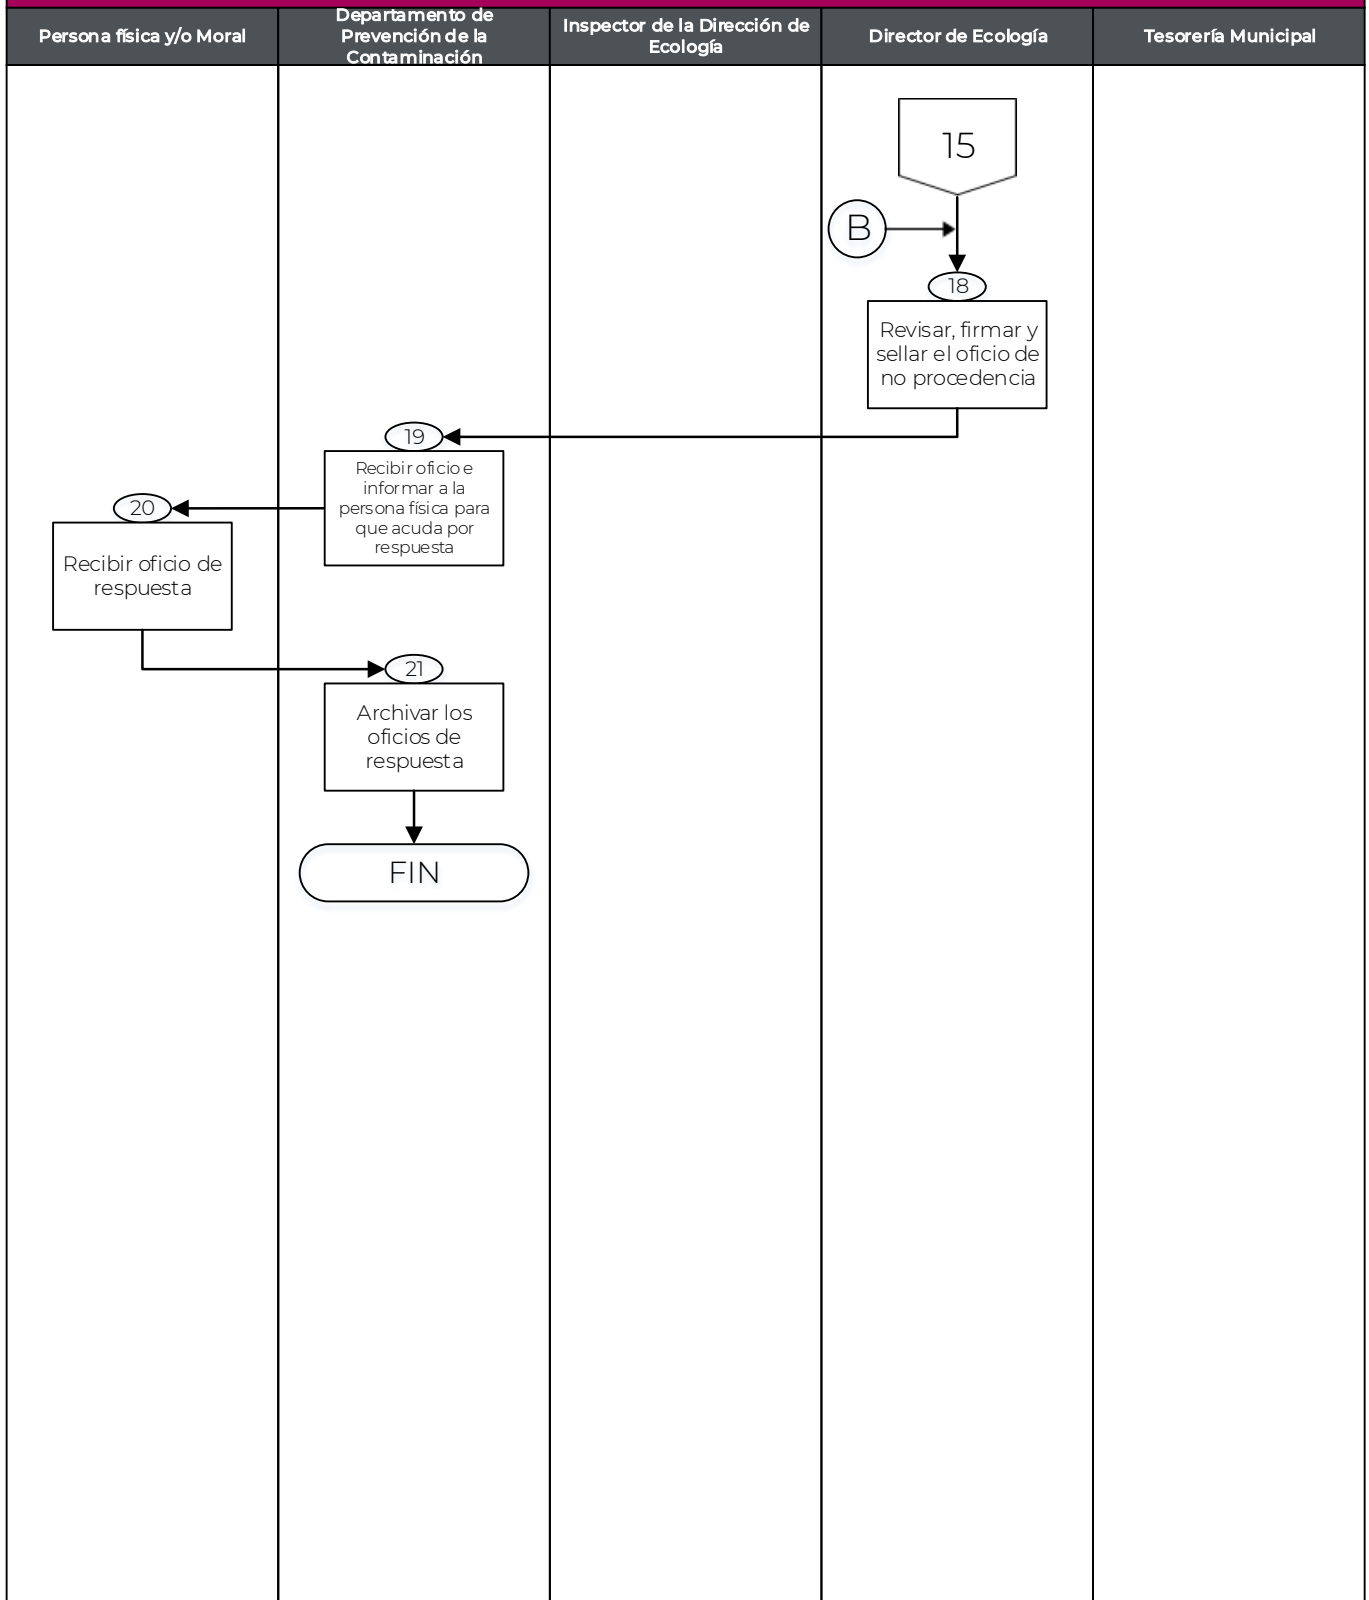 Persona física y/o Moral
Departamento de
Prevención de la
Contaminación
Inspector de la Dirección de
Ecología
Director de Ecología
Tesorería Municipal
15
B
18
Revisar, firmar y
sellar el oficio de
no procedencia
19
Recibir oficio e
informar a la
persona física para
que acuda por
respuesta
20
Recibir oficio de
respuesta
21
Archivar los
oficios de
respuesta
FIN